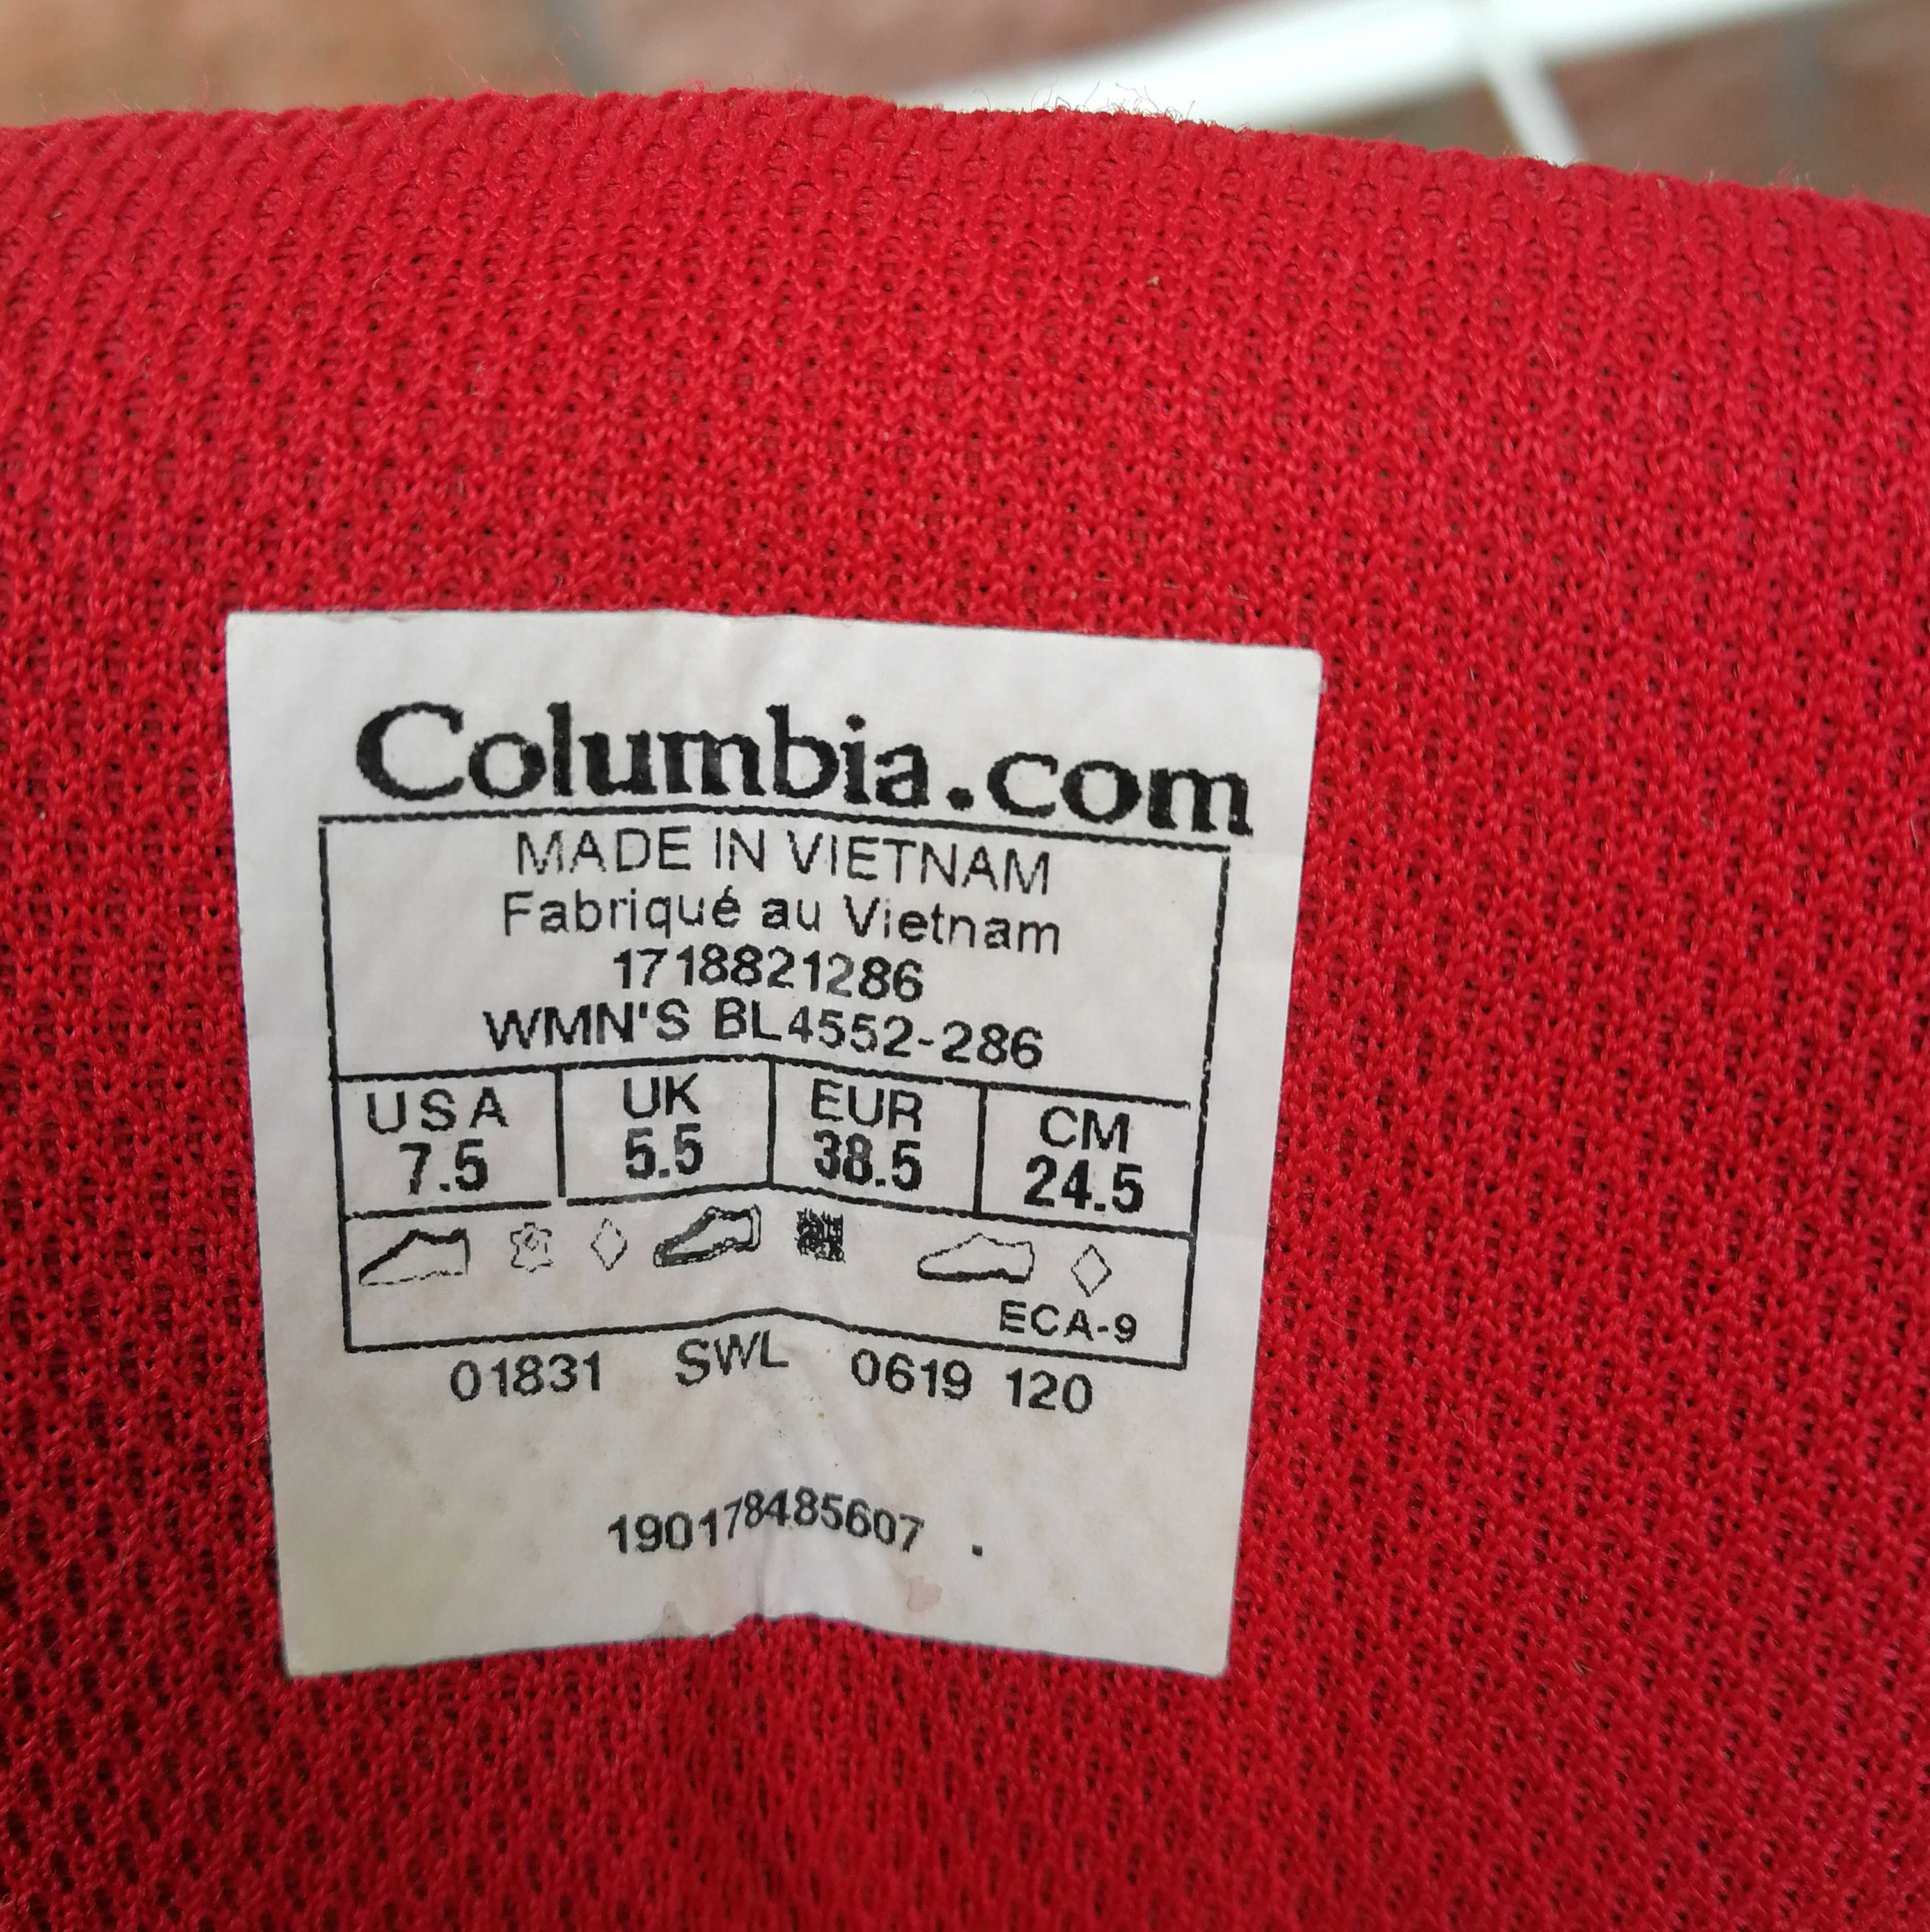 Columbia.com
MADE IN VIETNAM
Fabriqué au Vietnam
1718821286
WMN'S BL4552-286
USA UK EUR CM
7.5 5.5 38.5 24.5
ECA-9
01831 SWL 0619 120
190178485607 .